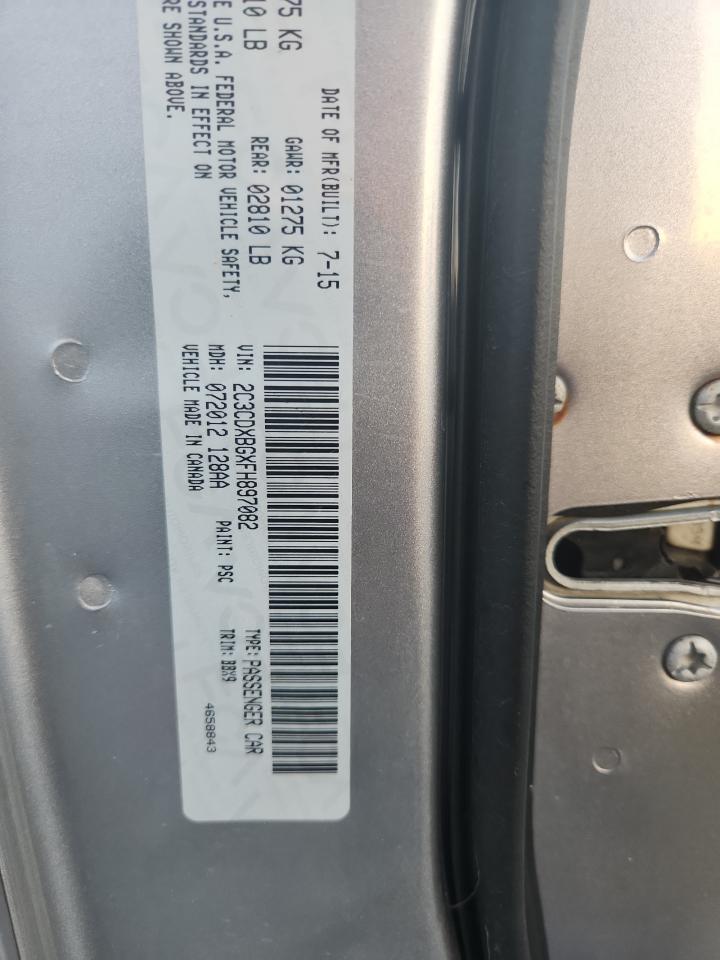 DATE OF MFR(BUILT): 7-15
75 KG GAWR: 01275 KG
10 LB REAR: 02810 LB
E U.S.A. FEDERAL MOTOR VEHICLE SAFETY,
STANDARDS IN EFFECT ON
RE SHOWN ABOVE.
VIN: 2C3CDXBGXFH897082 TYPE: PASSENGER CAR
MDH: 072012 128AA PAINT: PSC TRIM: BBX9
VEHICLE MADE IN CANADA 4658843